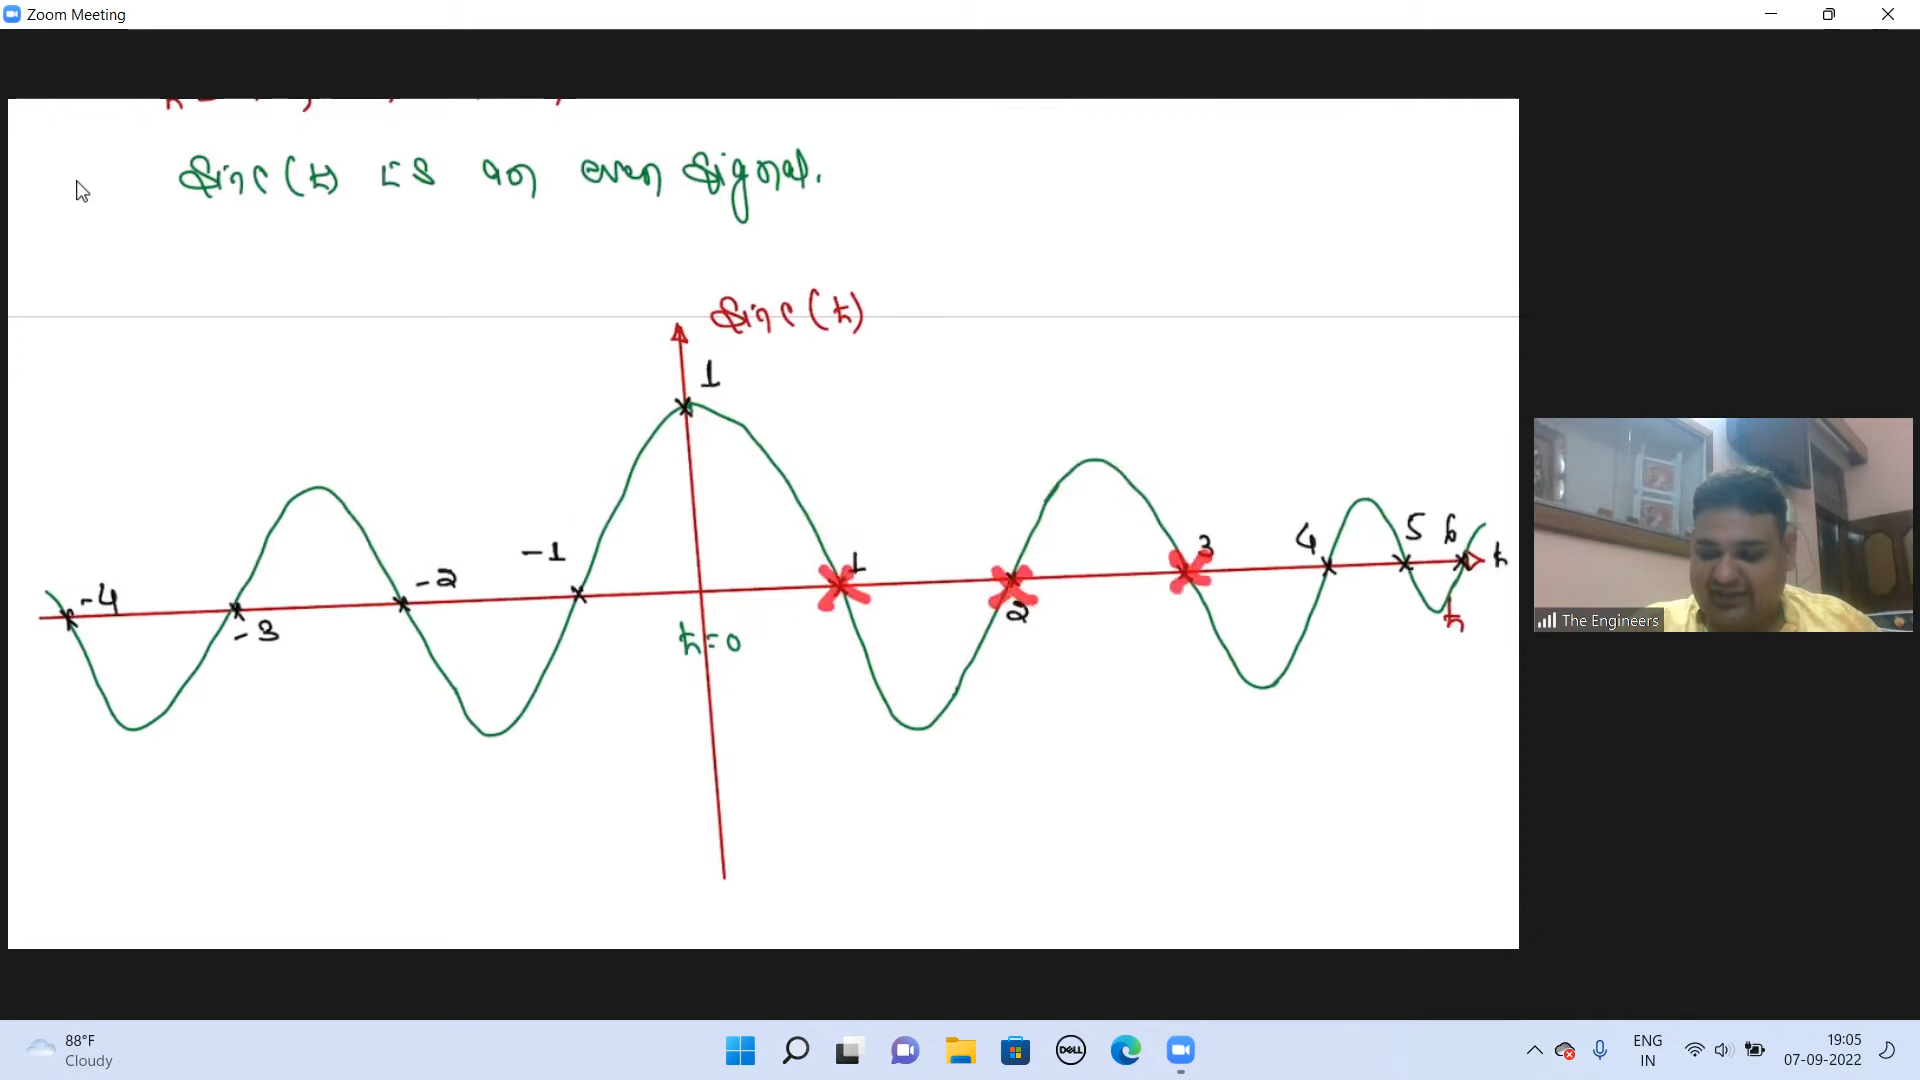 Zoom Meeting
Sinc(t) is an even signal.
Sinc(t)
1
-4
-3
-2
-1
1
2
3
4
5
6
t
t
t=0
The Engineers
88°F
Cloudy
DELL
ENG
IN
19:05
07-09-2022